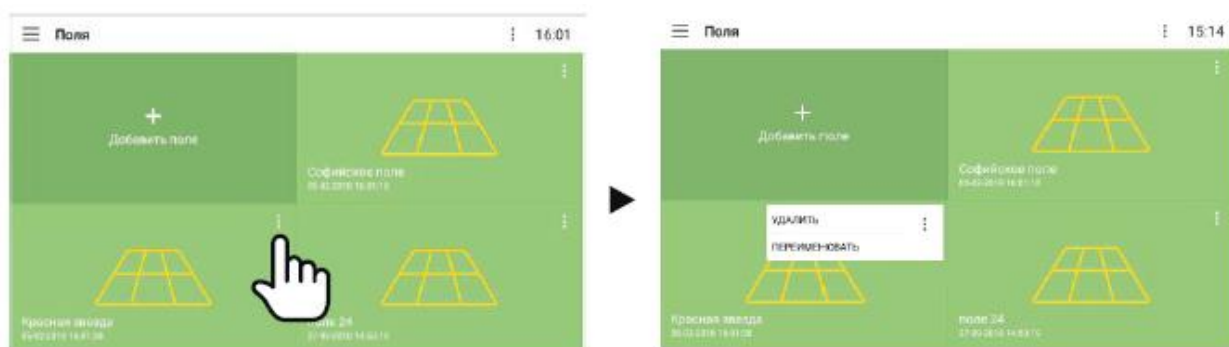 Поля
16:01
Добавить поле
Софийское поле
Красная звезда
поле 24
Поля
15:14
Добавить поле
Софийское поле
УДАЛИТЬ
ПЕРЕИМЕНОВАТЬ
Красная звезда
поле 24